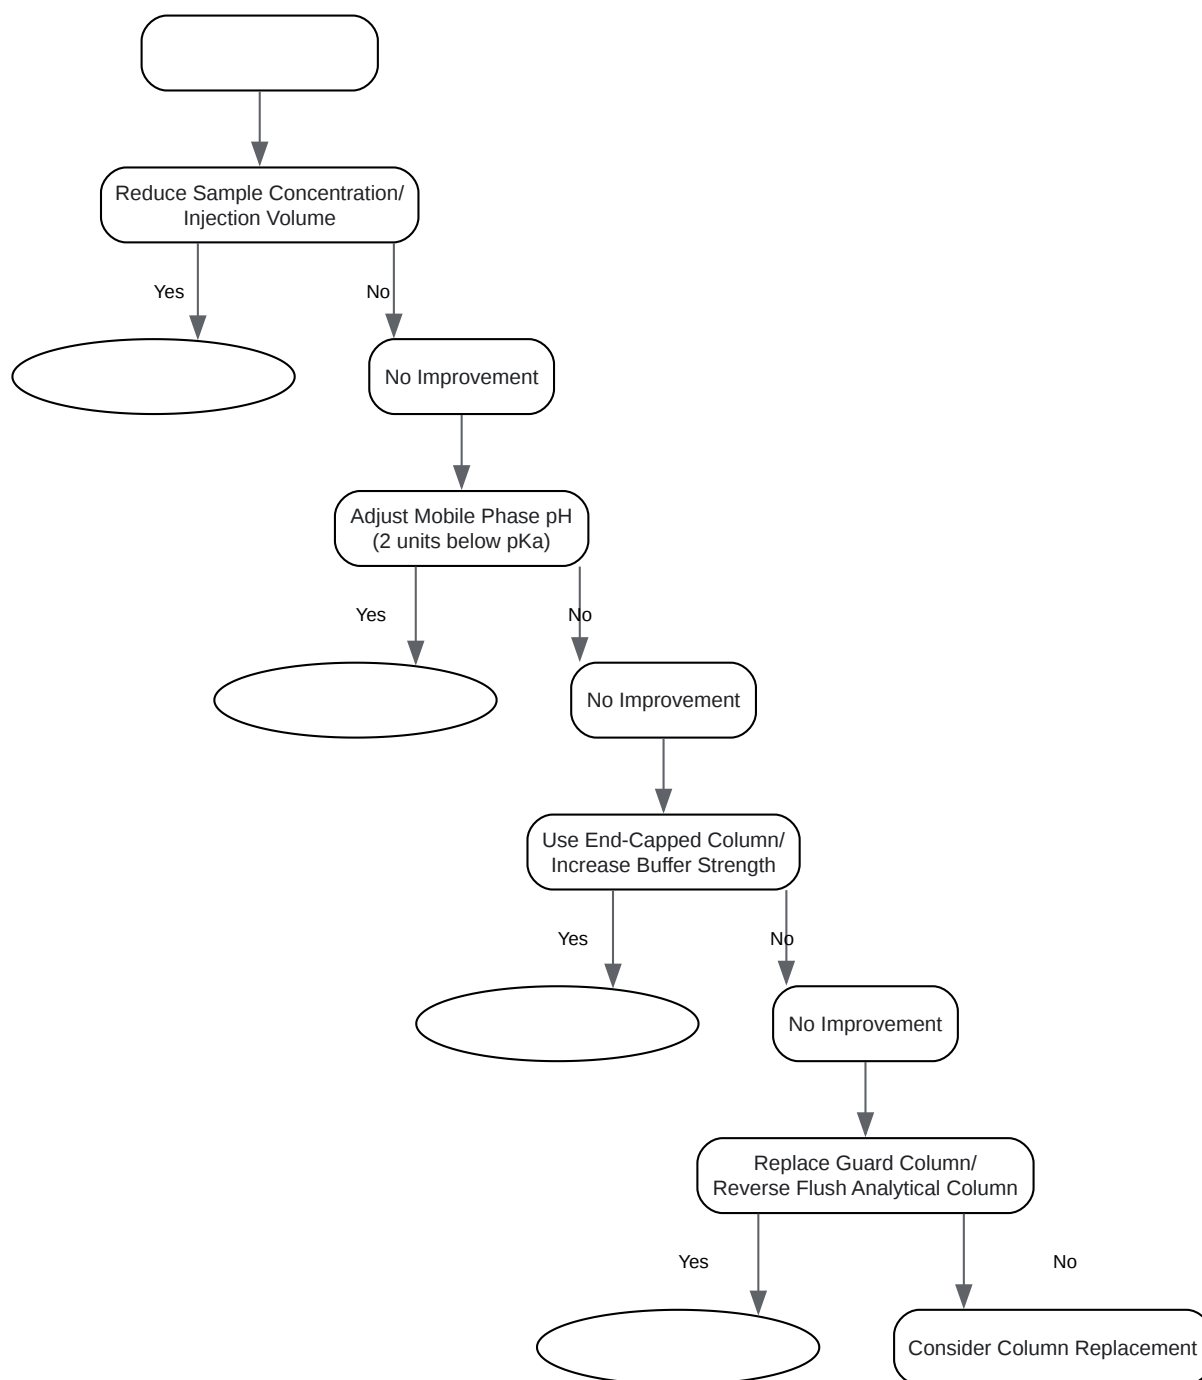 Reduce Sample Concentration/
Injection Volume
Yes
No
No Improvement
Adjust Mobile Phase pH
(2 units below pKa)
Yes
No
No Improvement
Use End-Capped Column/
Increase Buffer Strength
Yes
No
No Improvement
Replace Guard Column/
Reverse Flush Analytical Column
Yes
No
Consider Column Replacement